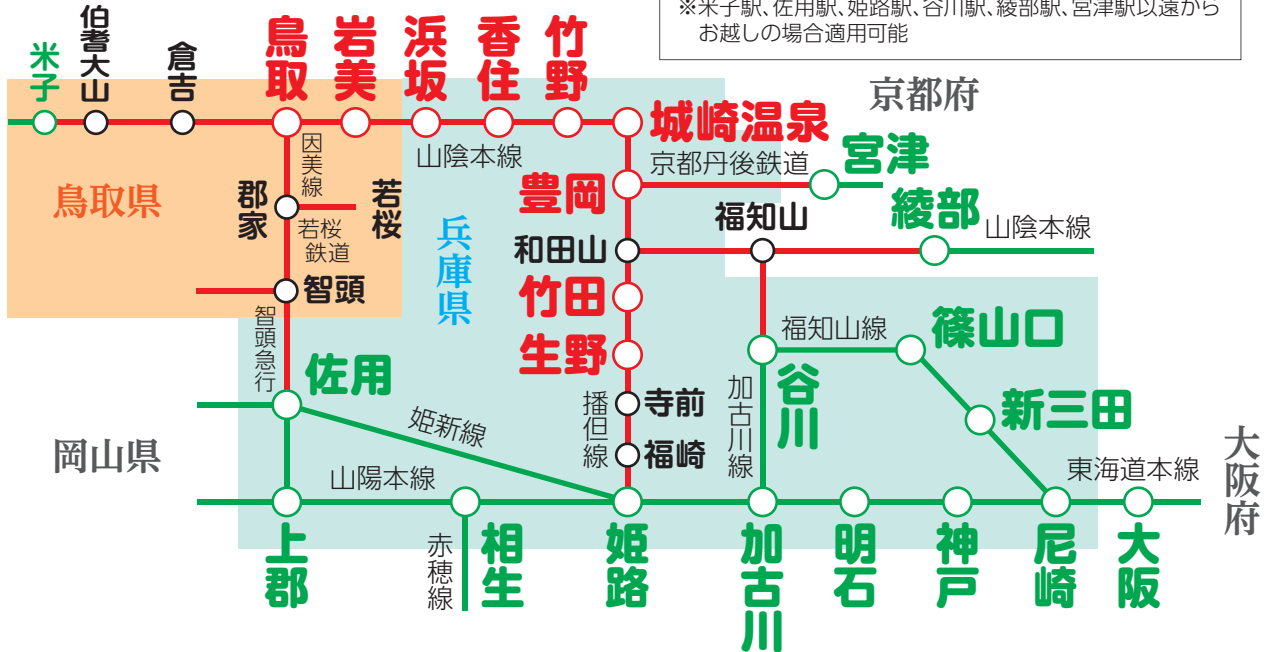 ※米子駅、佐用駅、姫路駅、谷川駅、綾部駅、宮津駅以遠から
お越しの場合適用可能
米子
伯耆大山
倉吉
鳥取
岩美
浜坂
香住
竹野
城崎温泉
京都府
山陰本線
京都丹後鉄道
宮津
鳥取県
因美線
郡家
若桜
若桜
鉄道
兵庫県
豊岡
福知山
綾部
山陰本線
和田山
智頭
竹田
智頭急行
生野
福知山線
篠山口
佐用
谷川
加古川線
新三田
姫新線
播但線
寺前
福崎
岡山県
山陽本線
東海道本線
大阪府
上郡
赤穂線
相生
姫路
加古川
明石
神戸
尼崎
大阪